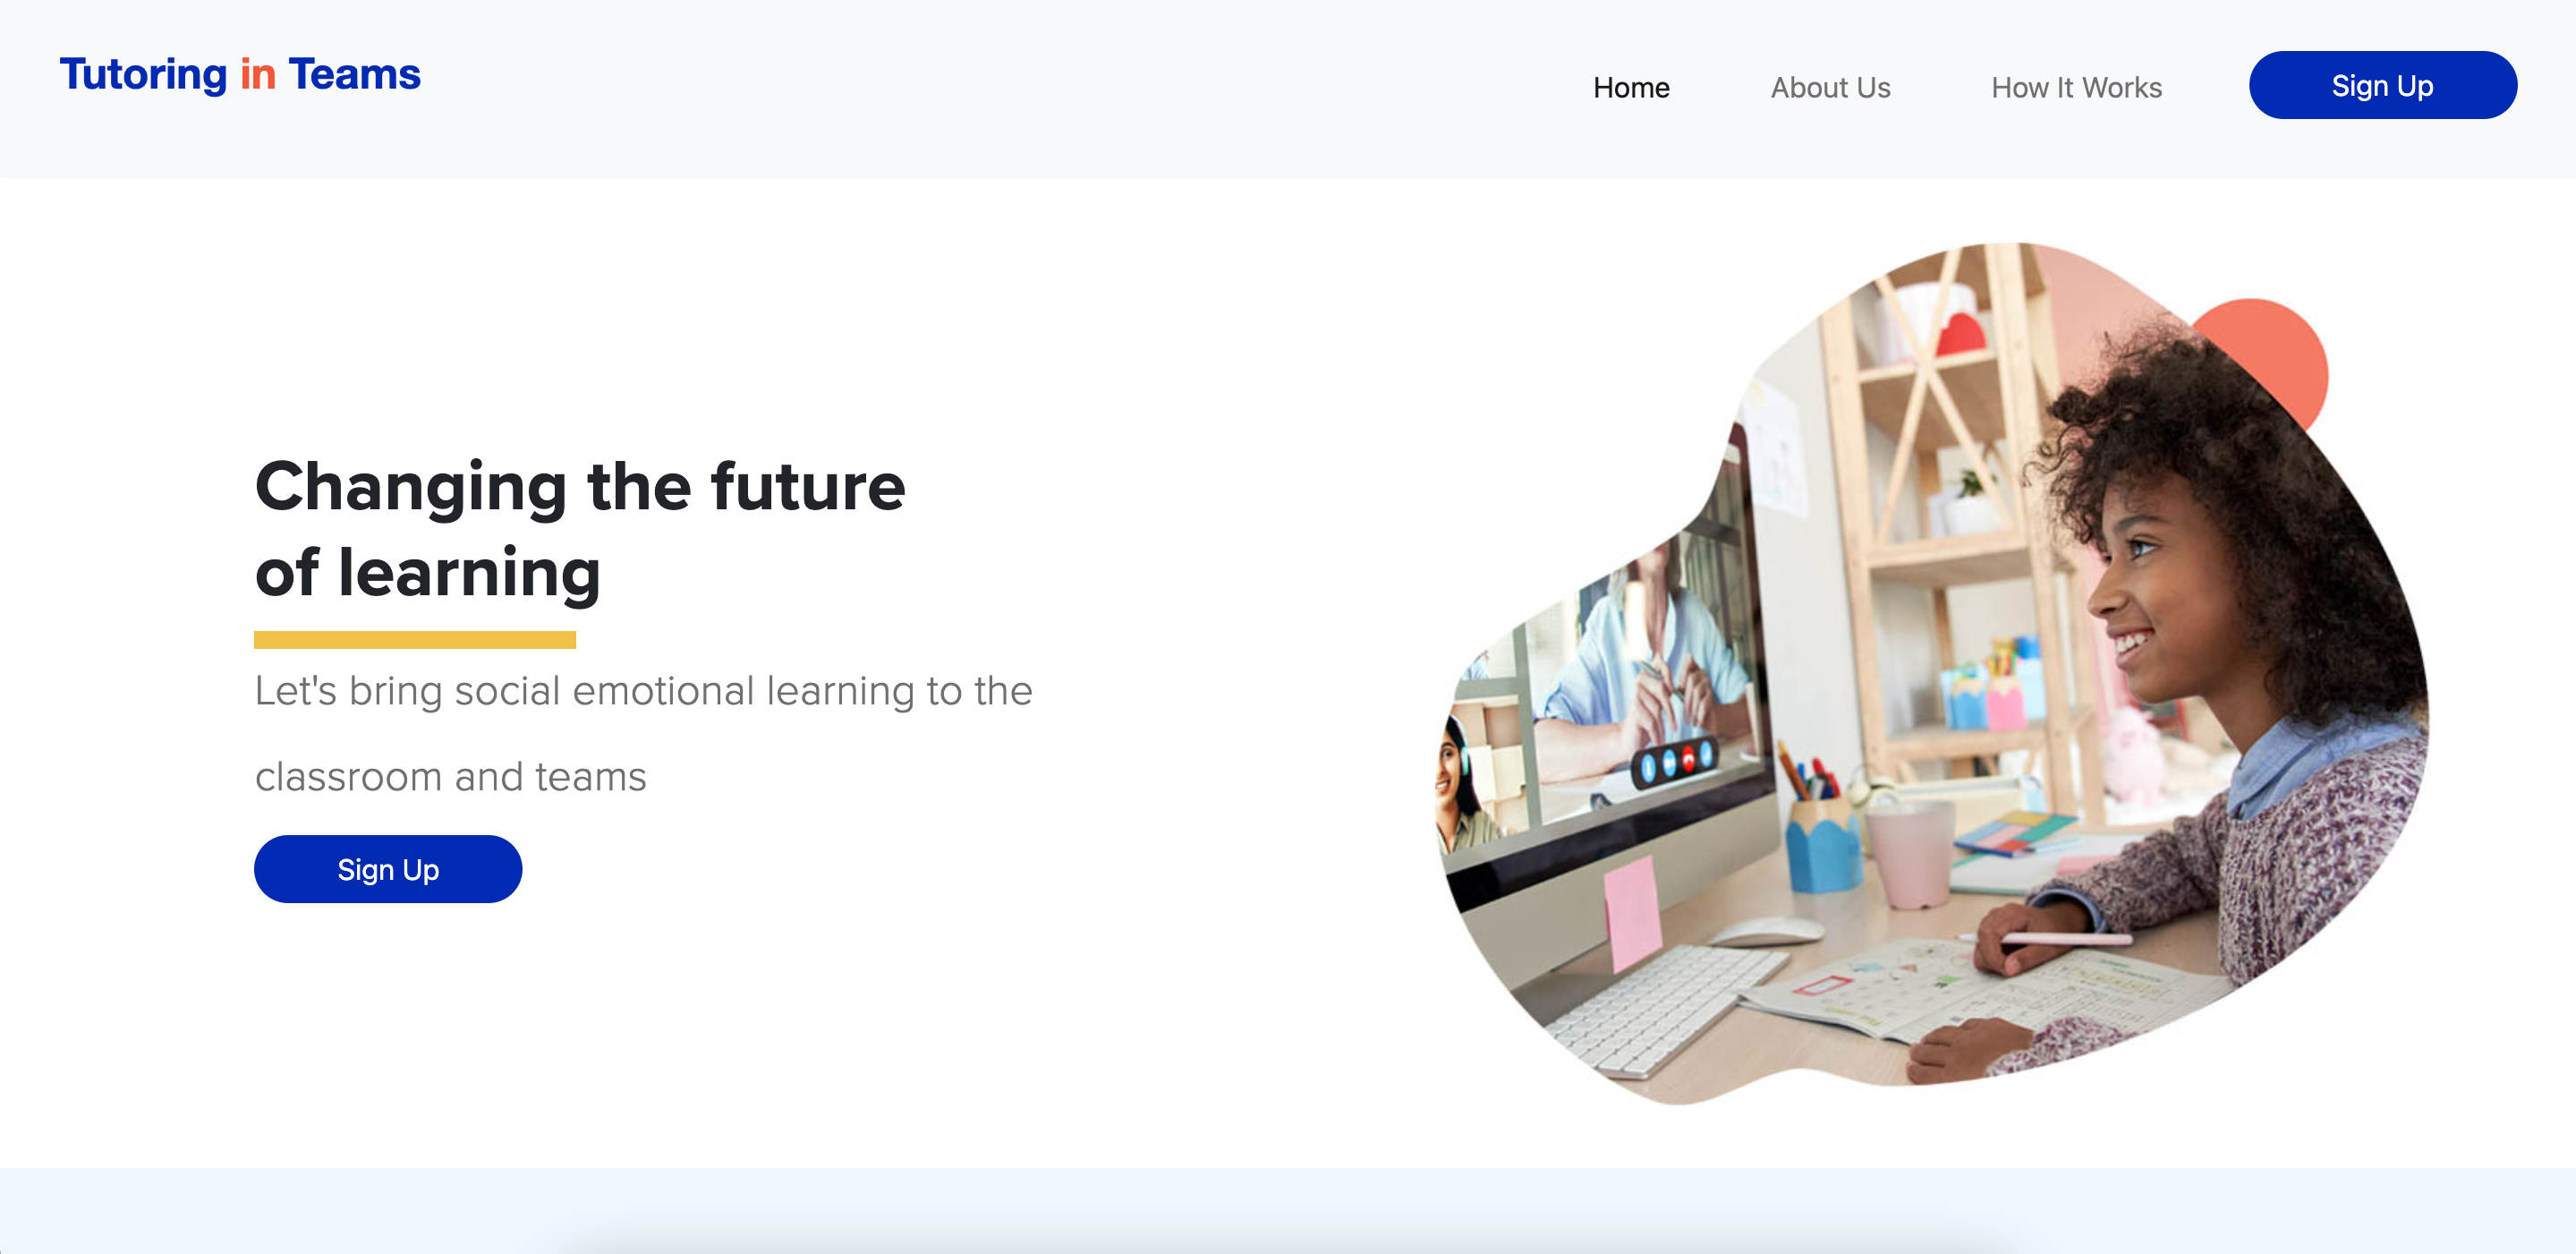 Tutoring in Teams
Home
About Us
How It Works
Sign Up
Changing the future
of learning
Let's bring social emotional learning to the
classroom and teams
Sign Up